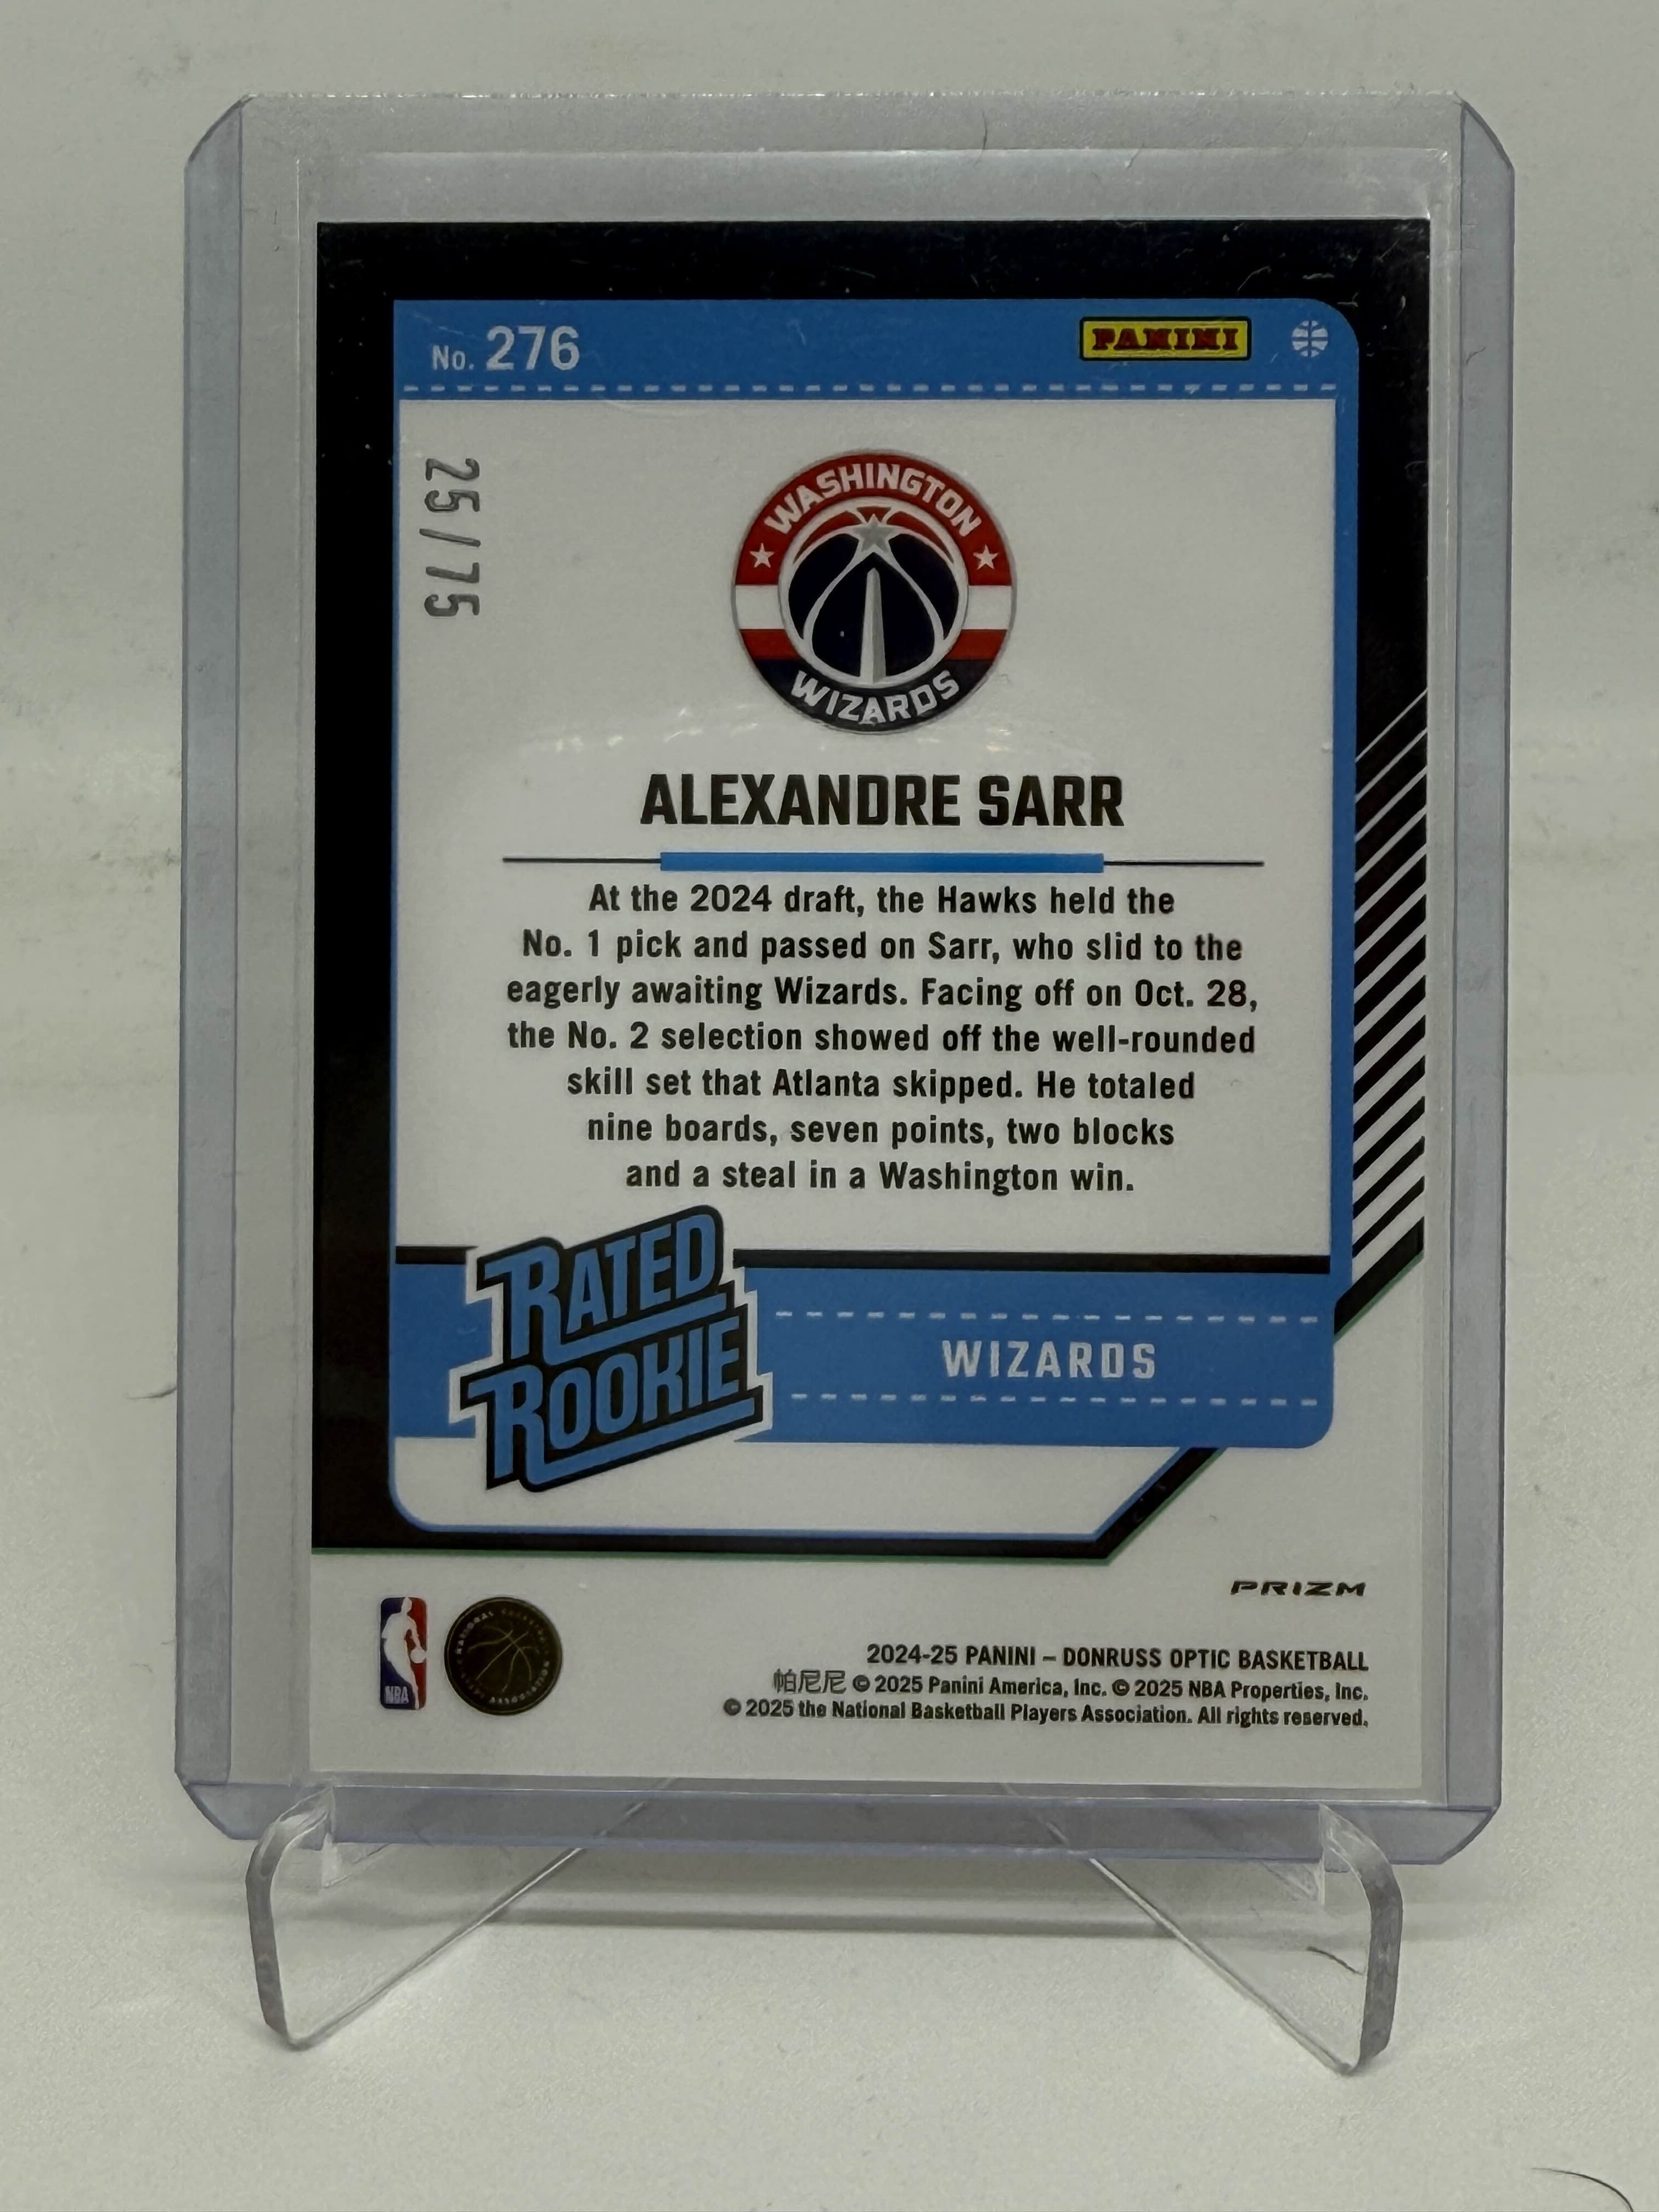 No. 276
PANINI
25/75
WASHINGTON
WIZARDS
ALEXANDRE SARR
At the 2024 draft, the Hawks held the
No. 1 pick and passed on Sarr, who slid to the
eagerly awaiting Wizards. Facing off on Oct. 28,
the No. 2 selection showed off the well-rounded
skill set that Atlanta skipped. He totaled
nine boards, seven points, two blocks
and a steal in a Washington win.
RATED
ROOKIE
WIZARDS
PRIZM
NBA
2024-25 PANINI – DONRUSS OPTIC BASKETBALL
帕尼尼 © 2025 Panini America, Inc. © 2025 NBA Properties, Inc.
© 2025 the National Basketball Players Association. All rights reserved.